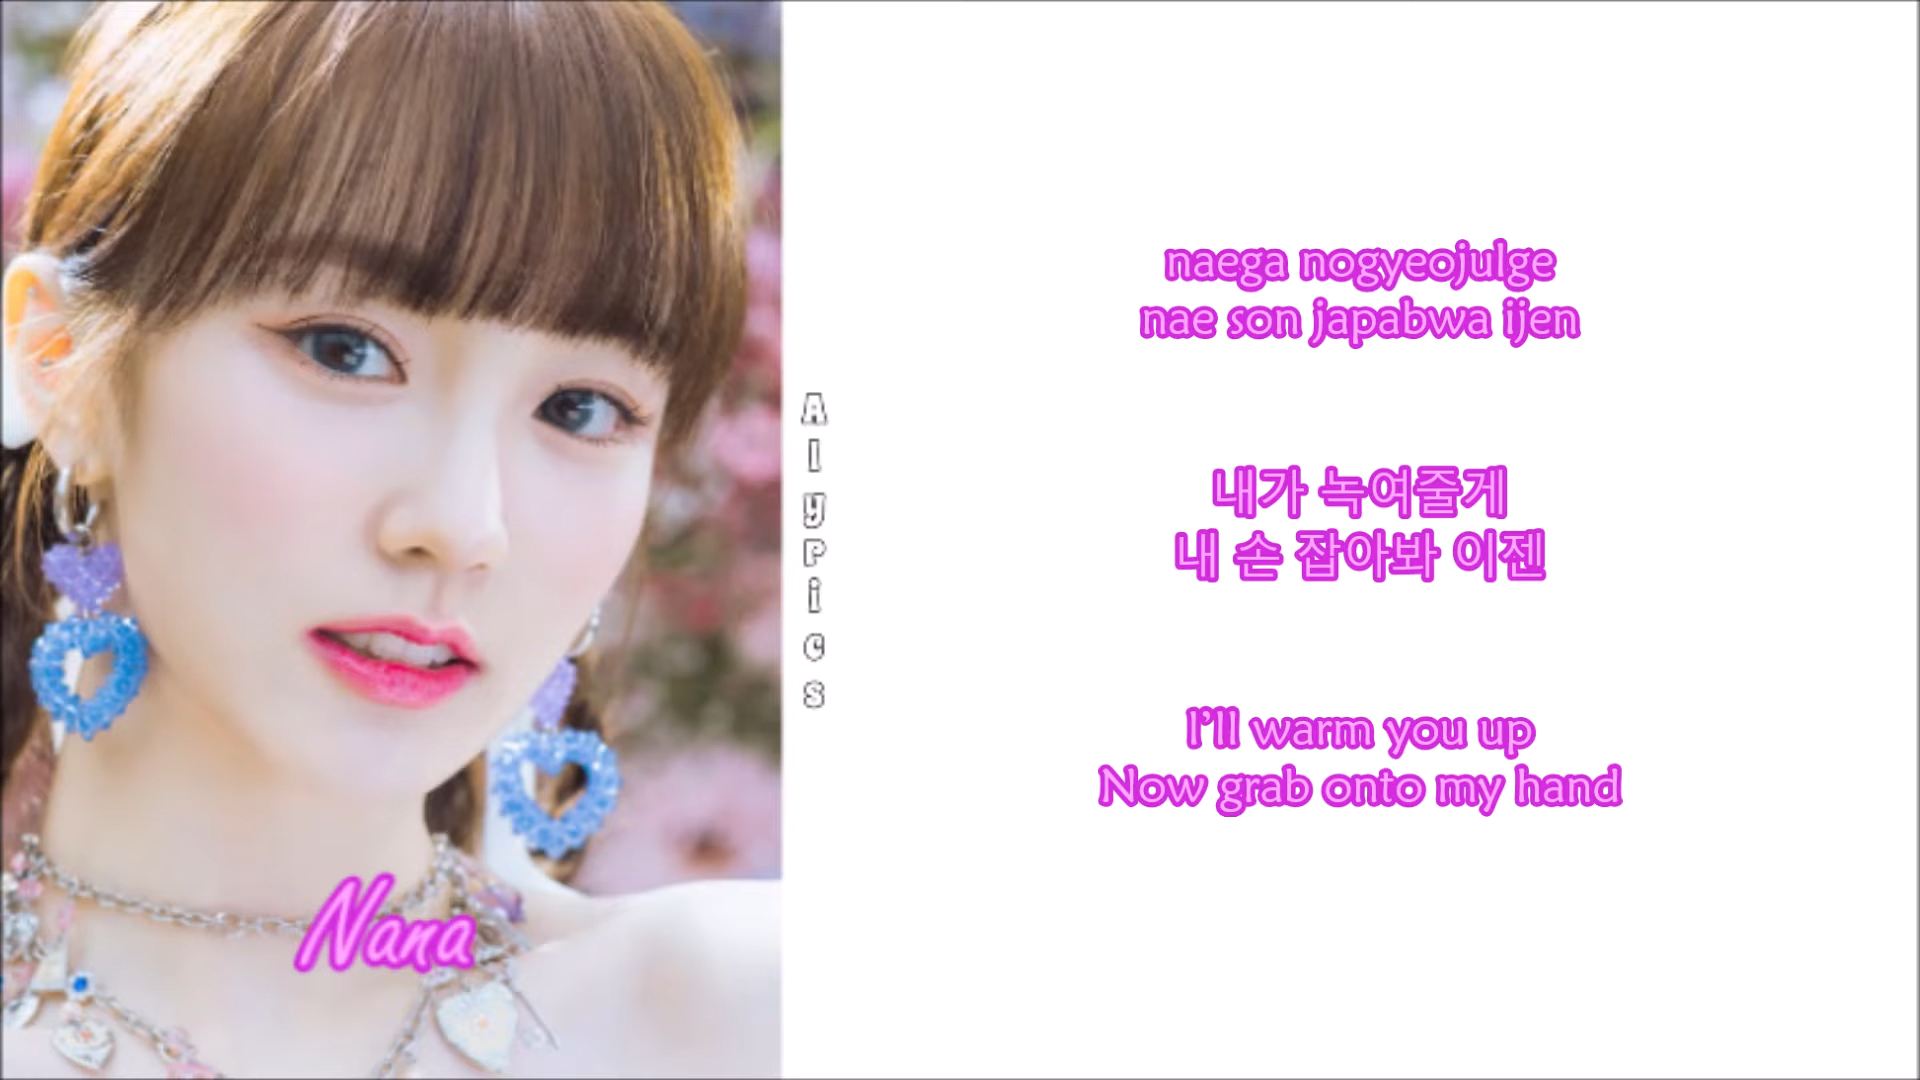 Nana
AlyPics
naega nogyeojulge
nae son japabwa ijen
내가 녹여줄게
내 손 잡아봐 이젠
I'll warm you up
Now grab onto my hand